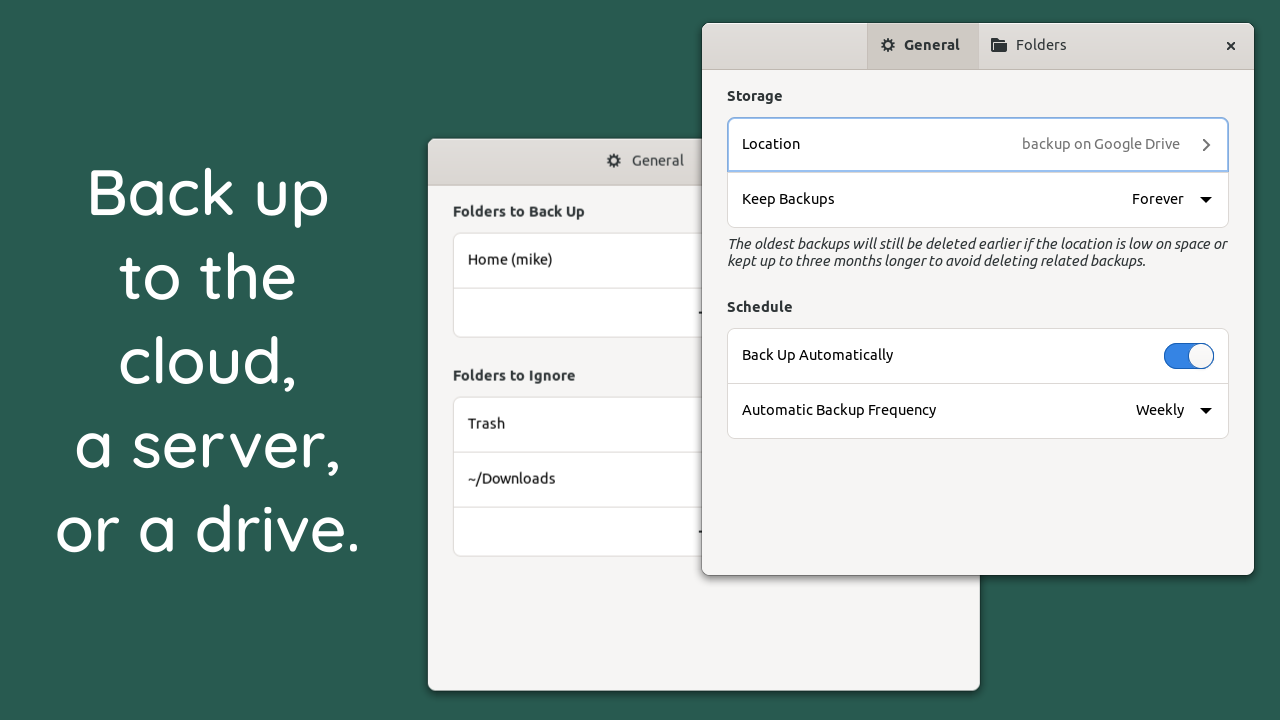 Back up
to the
cloud,
a server,
or a drive.
General
Folders to Back Up
Home (mike)
Folders to Ignore
Trash
~/Downloads
General
Folders
Storage
Location
backup on Google Drive
Keep Backups
Forever
The oldest backups will still be deleted earlier if the location is low on space or
kept up to three months longer to avoid deleting related backups.
Schedule
Back Up Automatically
Automatic Backup Frequency
Weekly